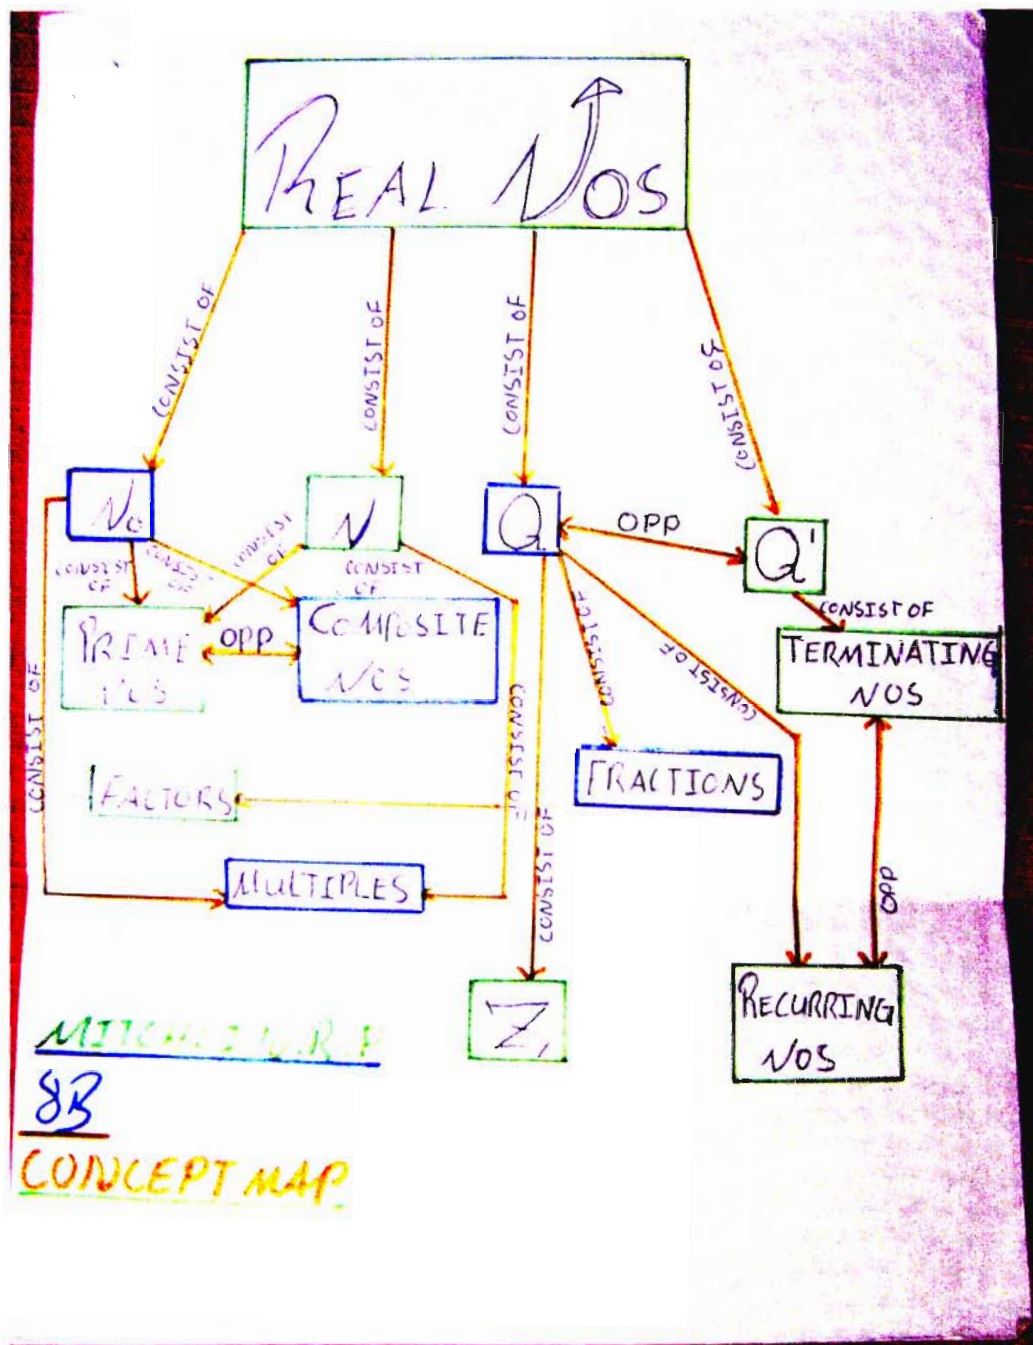 REAL NOS
CONSIST OF
CONSIST OF
CONSIST OF
CONSIST OF
N₀
N
Q
OPP
Q'
CONSIST OF
CONSIST OF
CONSIST OF
CONSIST OF
CONSIST OF
CONSIST OF
CONSIST OF
PRIME NOS
OPP
COMPOSITE NOS
TERMINATING NOS
CONSIST OF
CONSIST OF
FRACTIONS
FACTORS
CONSIST OF
OPP
MULTIPLES
Z
RECURRING NOS
8B
CONCEPT MAP